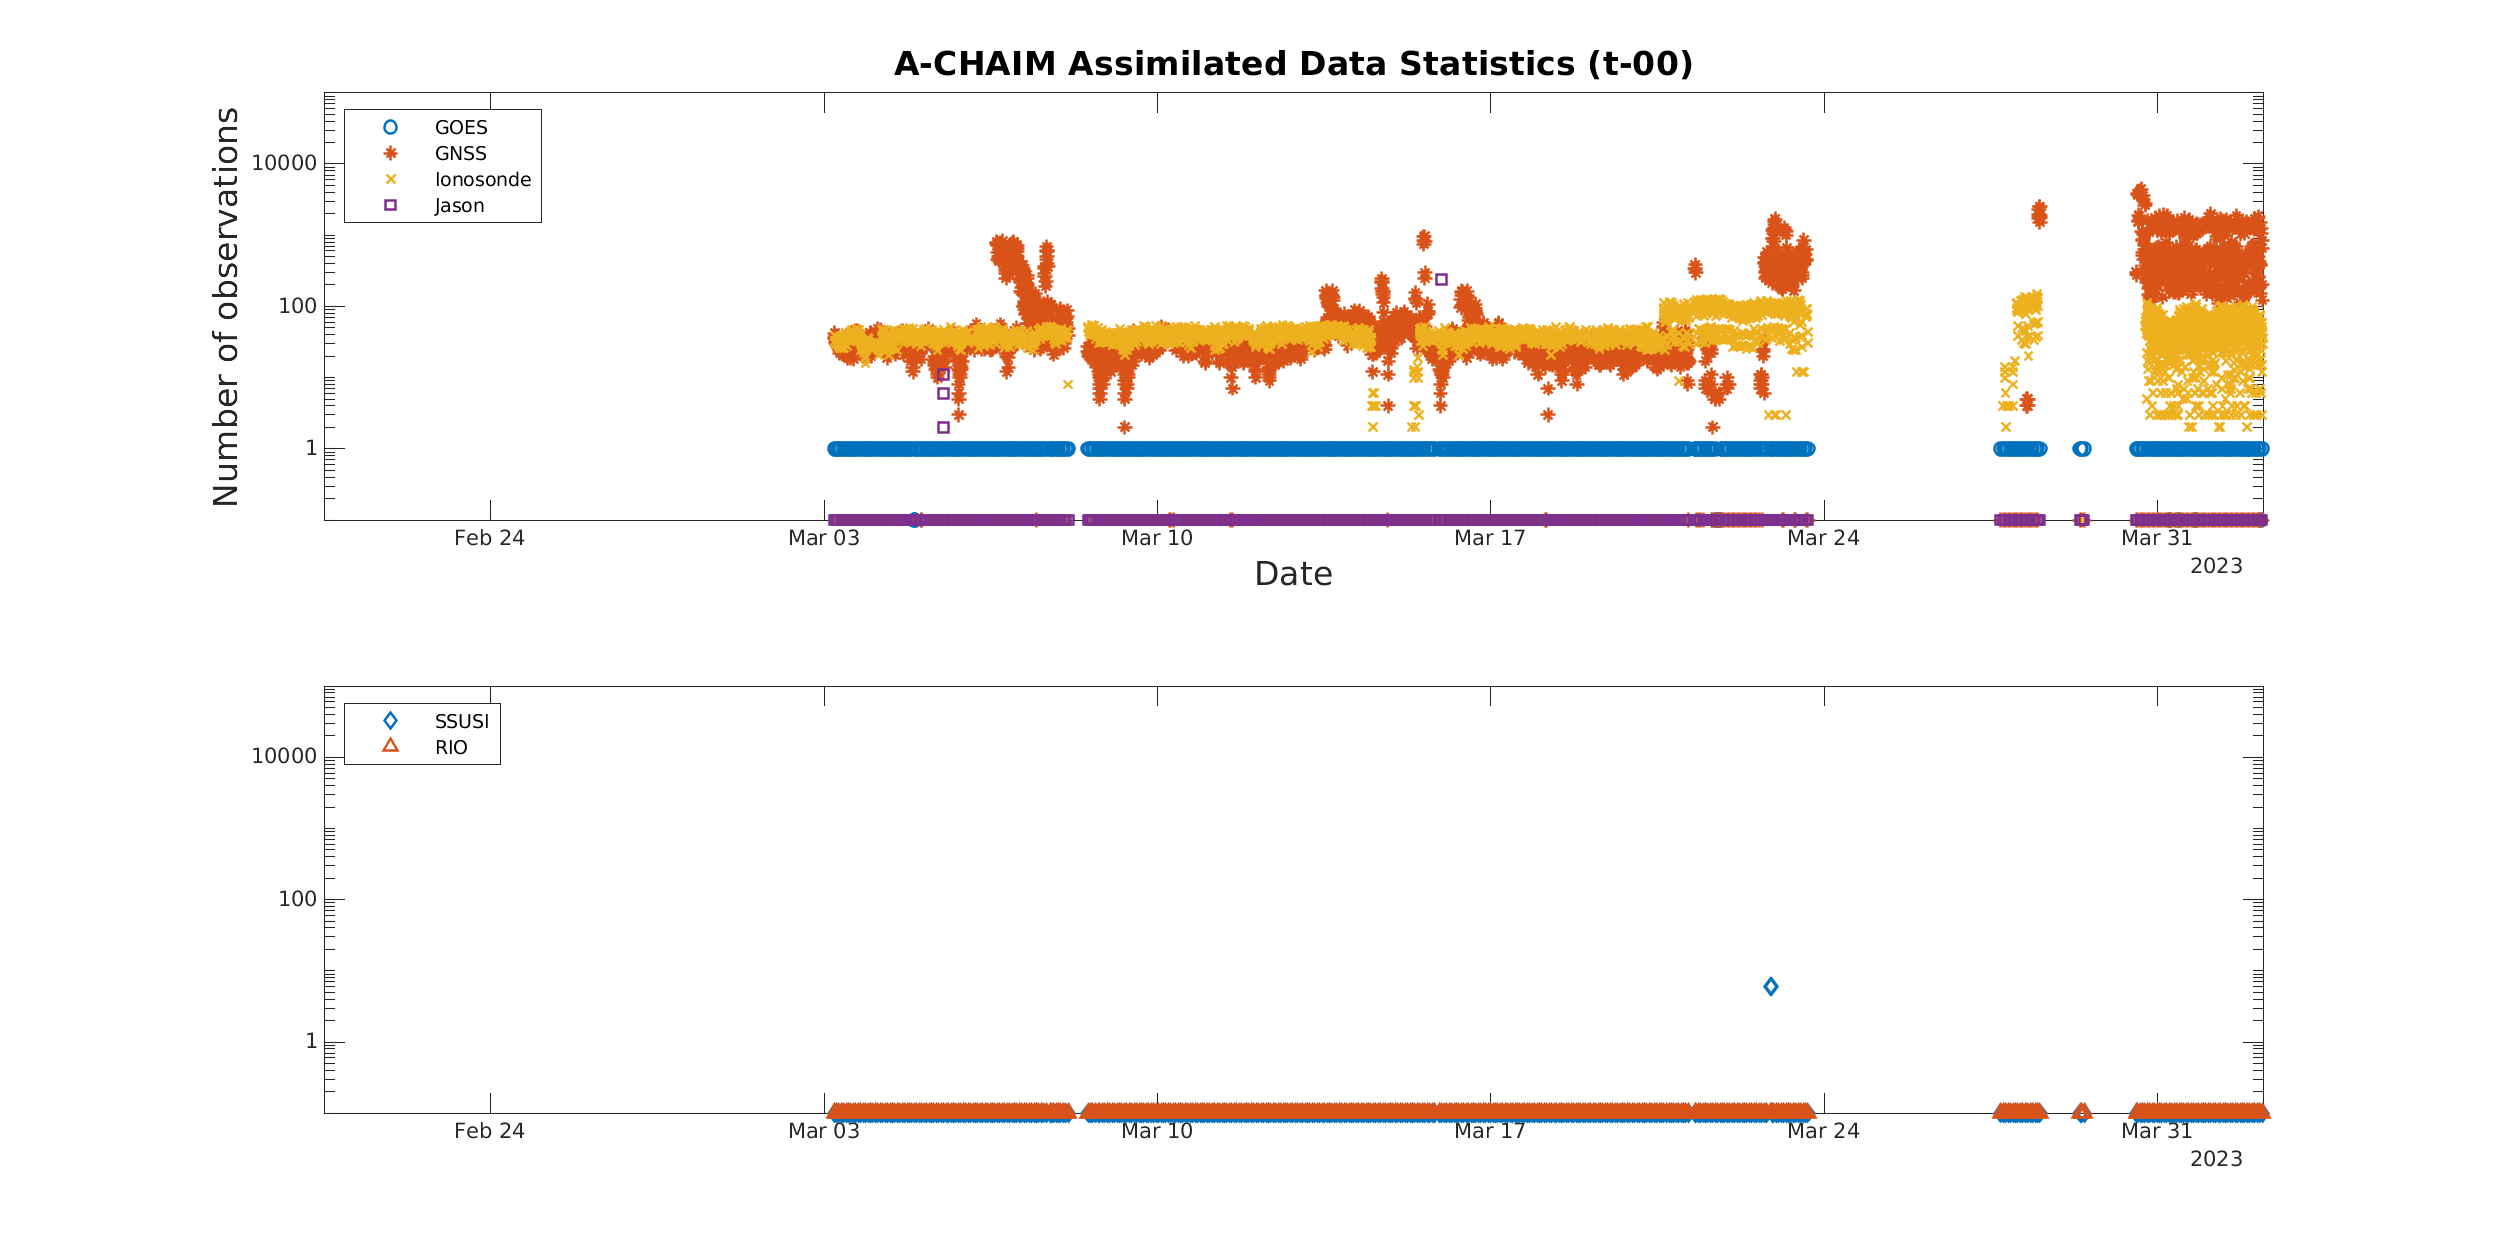 A-CHAIM Assimilated Data Statistics (t-00)
Number of observations
GOES
GNSS
Ionosonde
Jason
10000
100
1
Feb 24
Mar 03
Mar 10
Mar 17
Mar 24
Mar 31
2023
Date
SSUSI
RIO
10000
100
1
Feb 24
Mar 03
Mar 10
Mar 17
Mar 24
Mar 31
2023